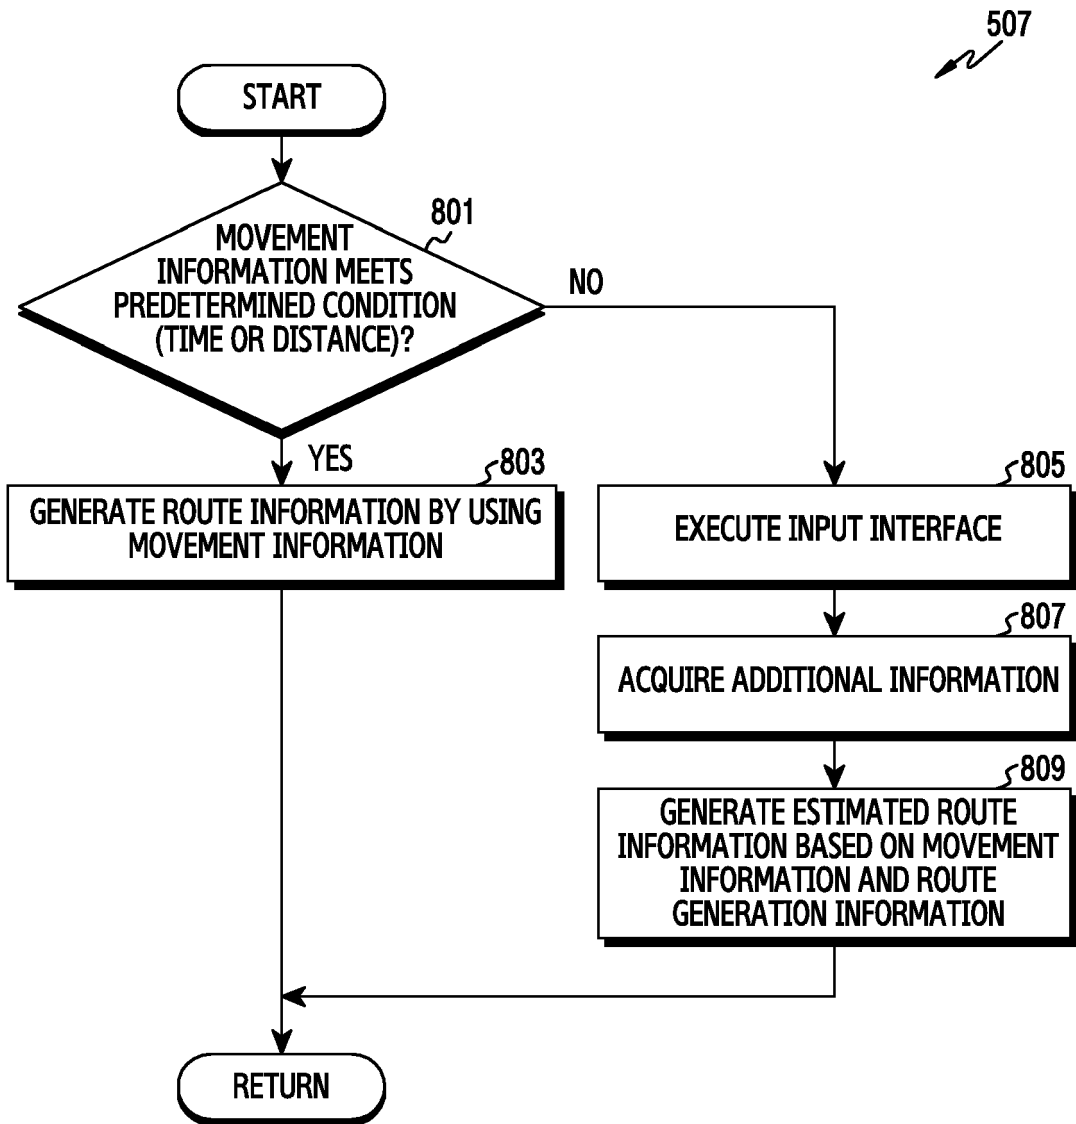 507
START
801
MOVEMENT
INFORMATION MEETS
PREDETERMINED CONDITION
(TIME OR DISTANCE)?
NO
YES
803
GENERATE ROUTE INFORMATION BY USING
MOVEMENT INFORMATION
805
EXECUTE INPUT INTERFACE
807
ACQUIRE ADDITIONAL INFORMATION
809
GENERATE ESTIMATED ROUTE
INFORMATION BASED ON MOVEMENT
INFORMATION AND ROUTE
GENERATION INFORMATION
RETURN